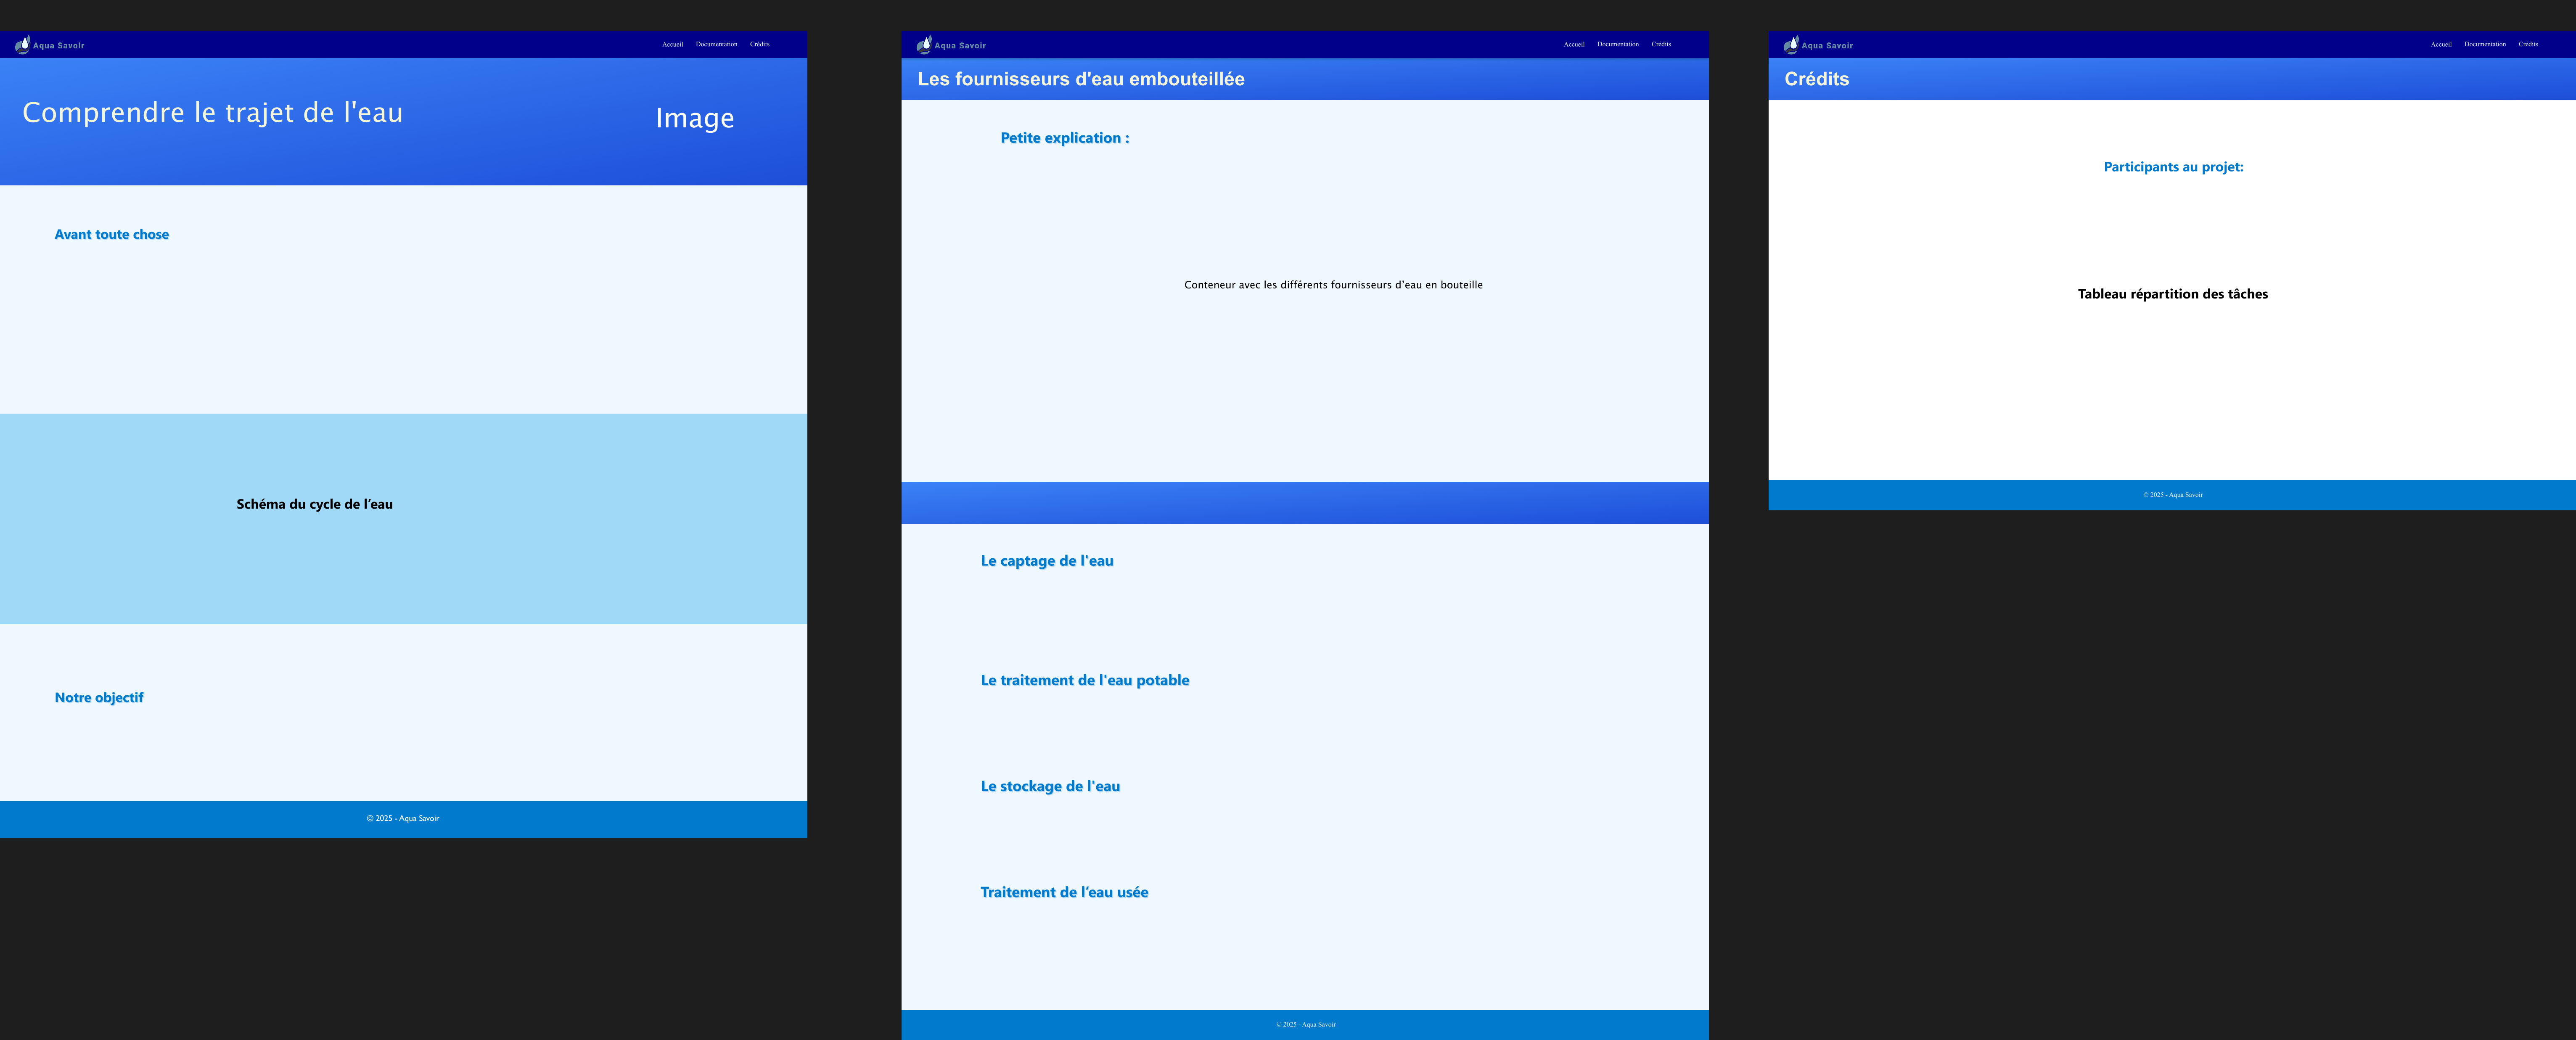 Aqua Savoir
Accueil Documentation Crédits
Comprendre le trajet de l'eau
Image
Avant toute chose
Schéma du cycle de l’eau
Notre objectif
© 2025 - Aqua Savoir
Aqua Savoir
Accueil Documentation Crédits
Les fournisseurs d'eau embouteillée
Petite explication :
Conteneur avec les différents fournisseurs d'eau en bouteille
Le captage de l'eau
Le traitement de l'eau potable
Le stockage de l'eau
Traitement de l’eau usée
© 2025 - Aqua Savoir
Aqua Savoir
Accueil Documentation Crédits
Crédits
Participants au projet:
Tableau répartition des tâches
© 2025 - Aqua Savoir